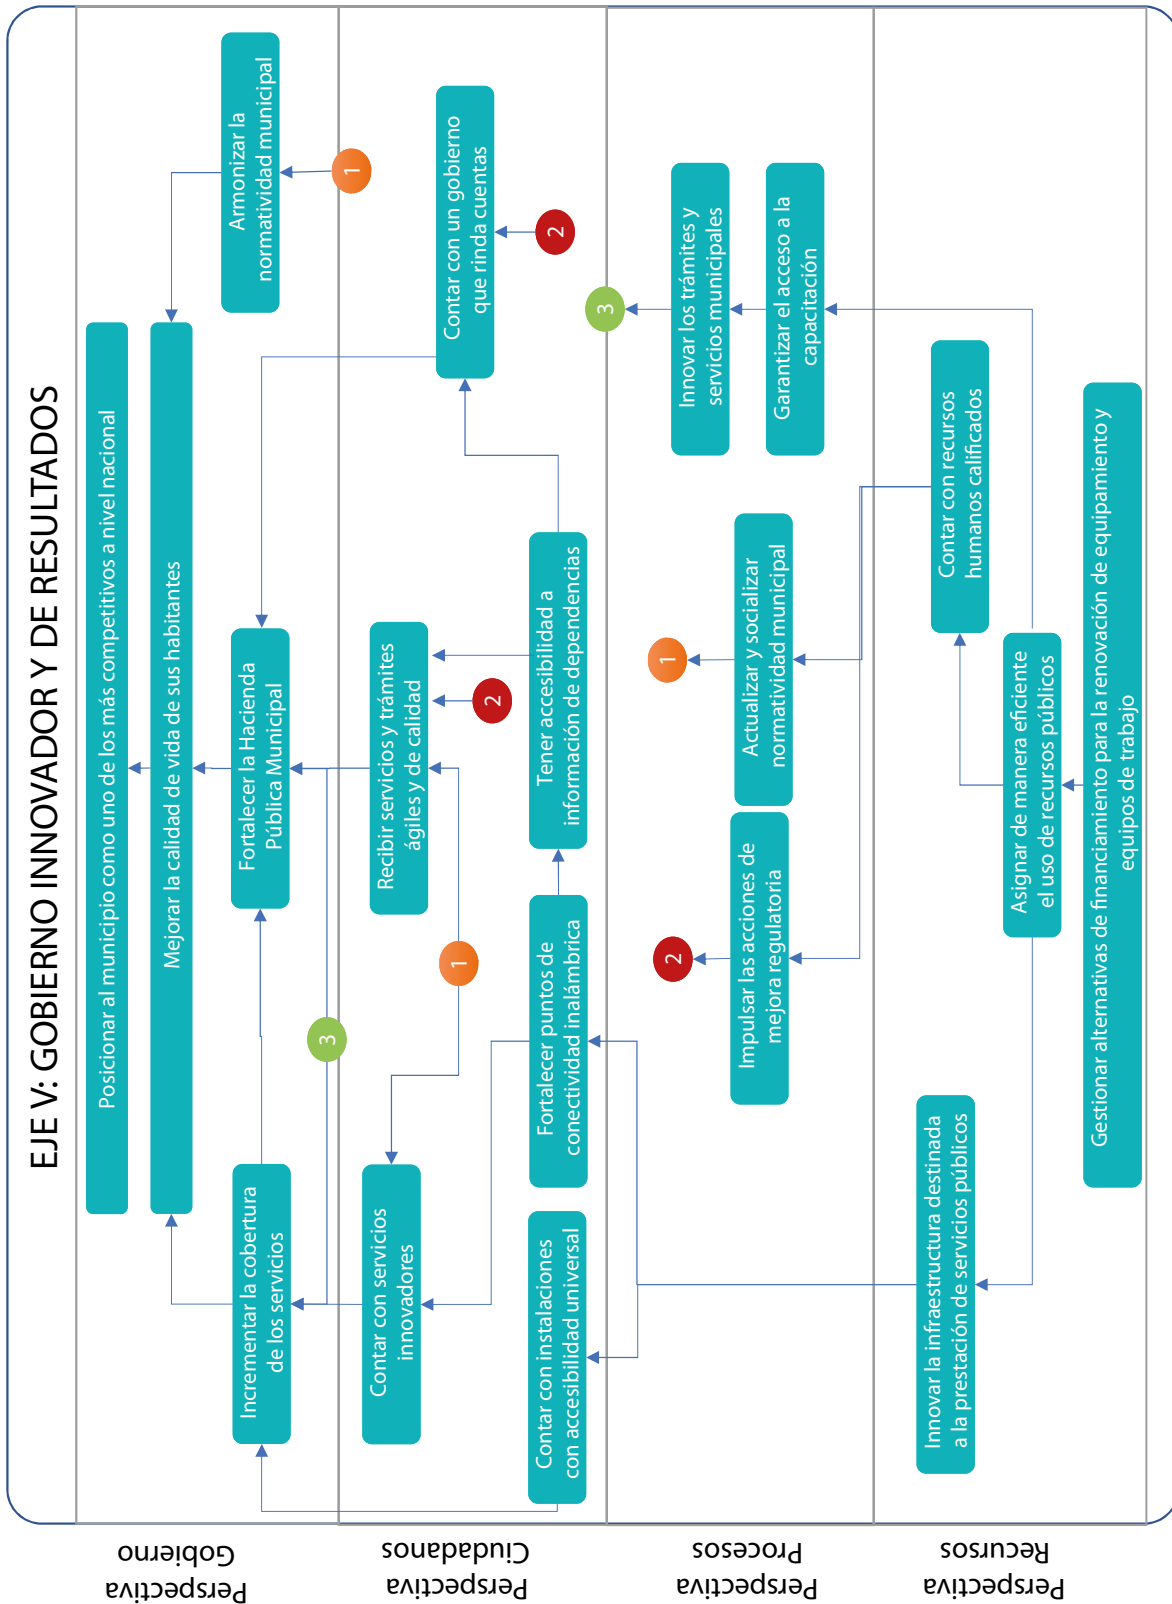 EJE V: GOBIERNO INNOVADOR Y DE RESULTADOS
Perspectiva
Gobierno
Posicionar al municipio como uno de los más competitivos a nivel nacional
Mejorar la calidad de vida de sus habitantes
Incrementar la cobertura
de los servicios
Fortalecer la Hacienda
Pública Municipal
Armonizar la
normatividad municipal
3
1
Perspectiva
Ciudadanos
Contar con servicios
innovadores
Recibir servicios y trámites
ágiles y de calidad
Contar con un gobierno
que rinda cuentas
1
2
2
Contar con instalaciones
con accesibilidad universal
Fortalecer puntos de
conectividad inalámbrica
Tener accesibilidad a
información de dependencias
Perspectiva
Procesos
3
2
1
Impulsar las acciones de
mejora regulatoria
Actualizar y socializar
normatividad municipal
Innovar los trámites y
servicios municipales
Garantizar el acceso a la
capacitación
Perspectiva
Recursos
Innovar la infraestructura destinada
a la prestación de servicios públicos
Contar con recursos
humanos calificados
Asignar de manera eficiente
el uso de recursos públicos
Gestionar alternativas de financiamiento para la renovación de equipamiento y
equipos de trabajo